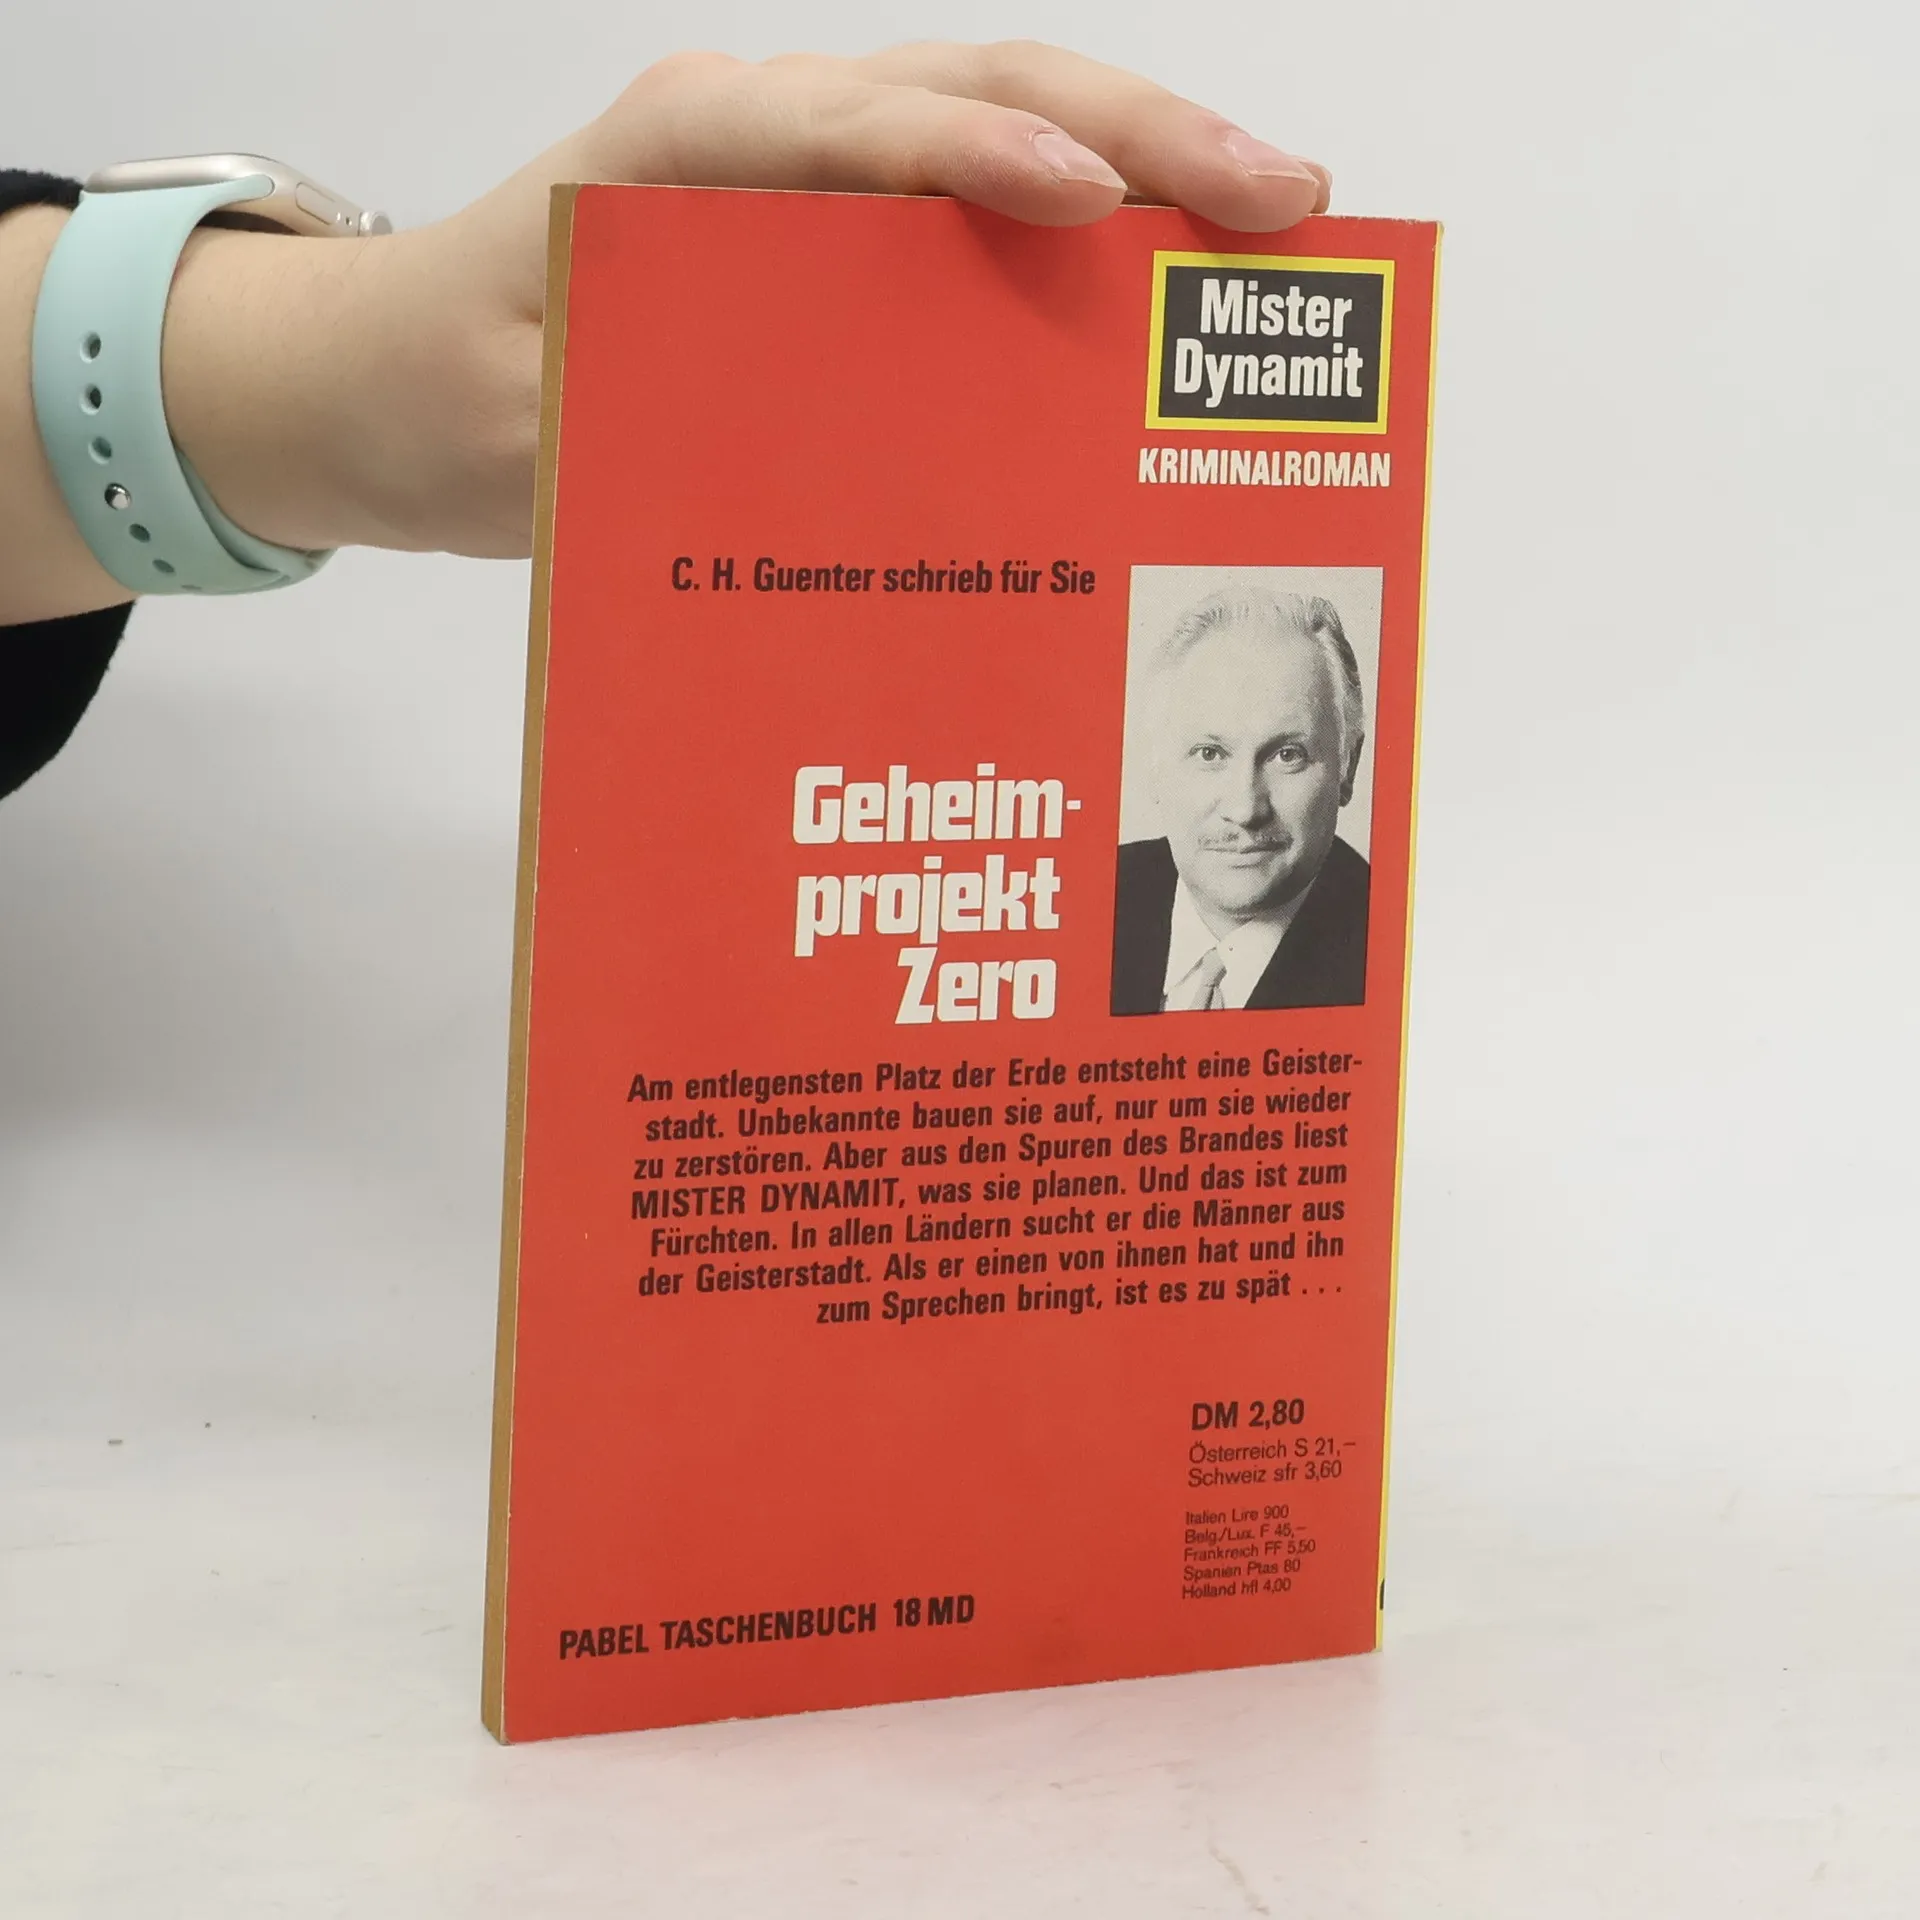 Mister
Dynamit
KRIMINALROMAN
C. H. Guenter schrieb für Sie
Geheim-
projekt
Zero
Am entlegensten Platz der Erde entsteht eine Geister-
stadt. Unbekannte bauen sie auf, nur um sie wieder
zu zerstören. Aber aus den Spuren des Brandes liest
MISTER DYNAMIT, was sie planen. Und das ist zum
Fürchten. In allen Ländern sucht er die Männer aus
der Geisterstadt. Als er einen von ihnen hat und ihn
zum Sprechen bringt, ist es zu spät . . .
DM 2,80
Österreich S 21,–
Schweiz sfr 3,60
Italien Lire 900
Belg./Lux. F 45,–
Frankreich FF 5,50
Spanien Ptas 80
Holland hfl 4,00
PABEL TASCHENBUCH 18 MD